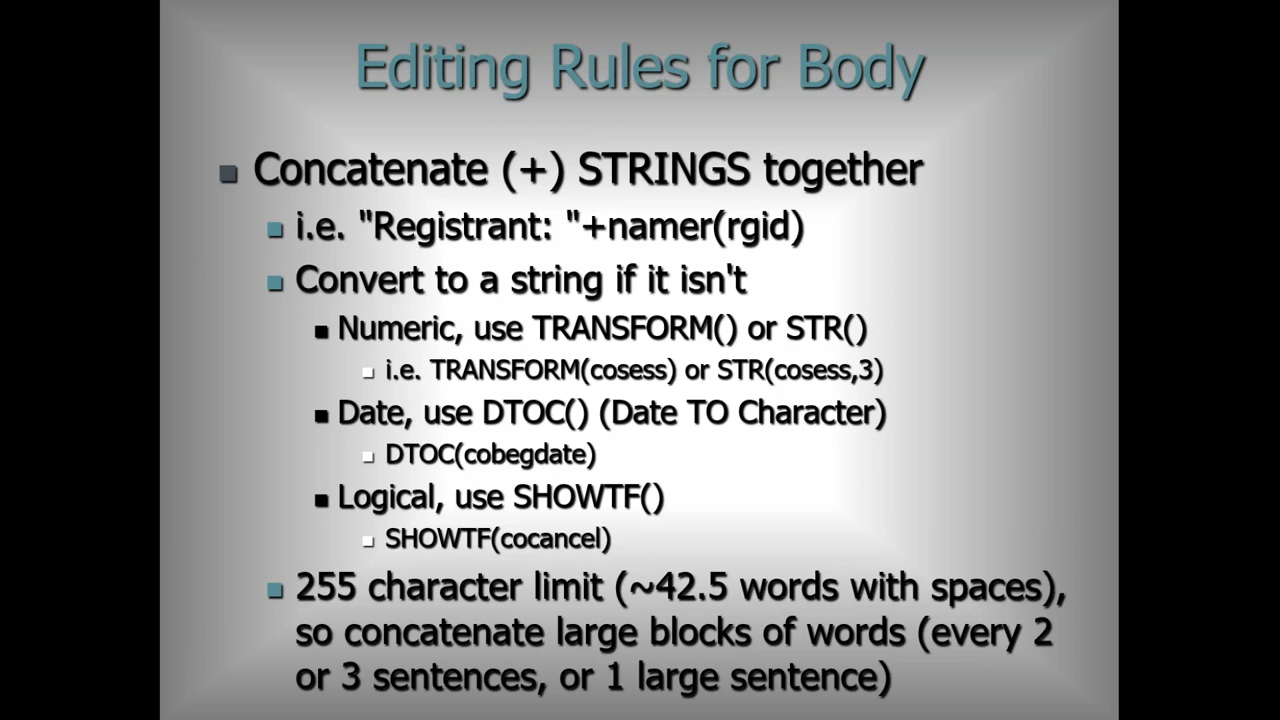 Editing Rules for Body
Concatenate (+) STRINGS together
i.e. "Registrant: "+namer(rgid)
Convert to a string if it isn't
Numeric, use TRANSFORM() or STR()
i.e. TRANSFORM(cosess) or STR(cosess,3)
Date, use DTOC() (Date TO Character)
DTOC(cobegdate)
Logical, use SHOWTF()
SHOWTF(cocancel)
255 character limit (~42.5 words with spaces),
so concatenate large blocks of words (every 2
or 3 sentences, or 1 large sentence)